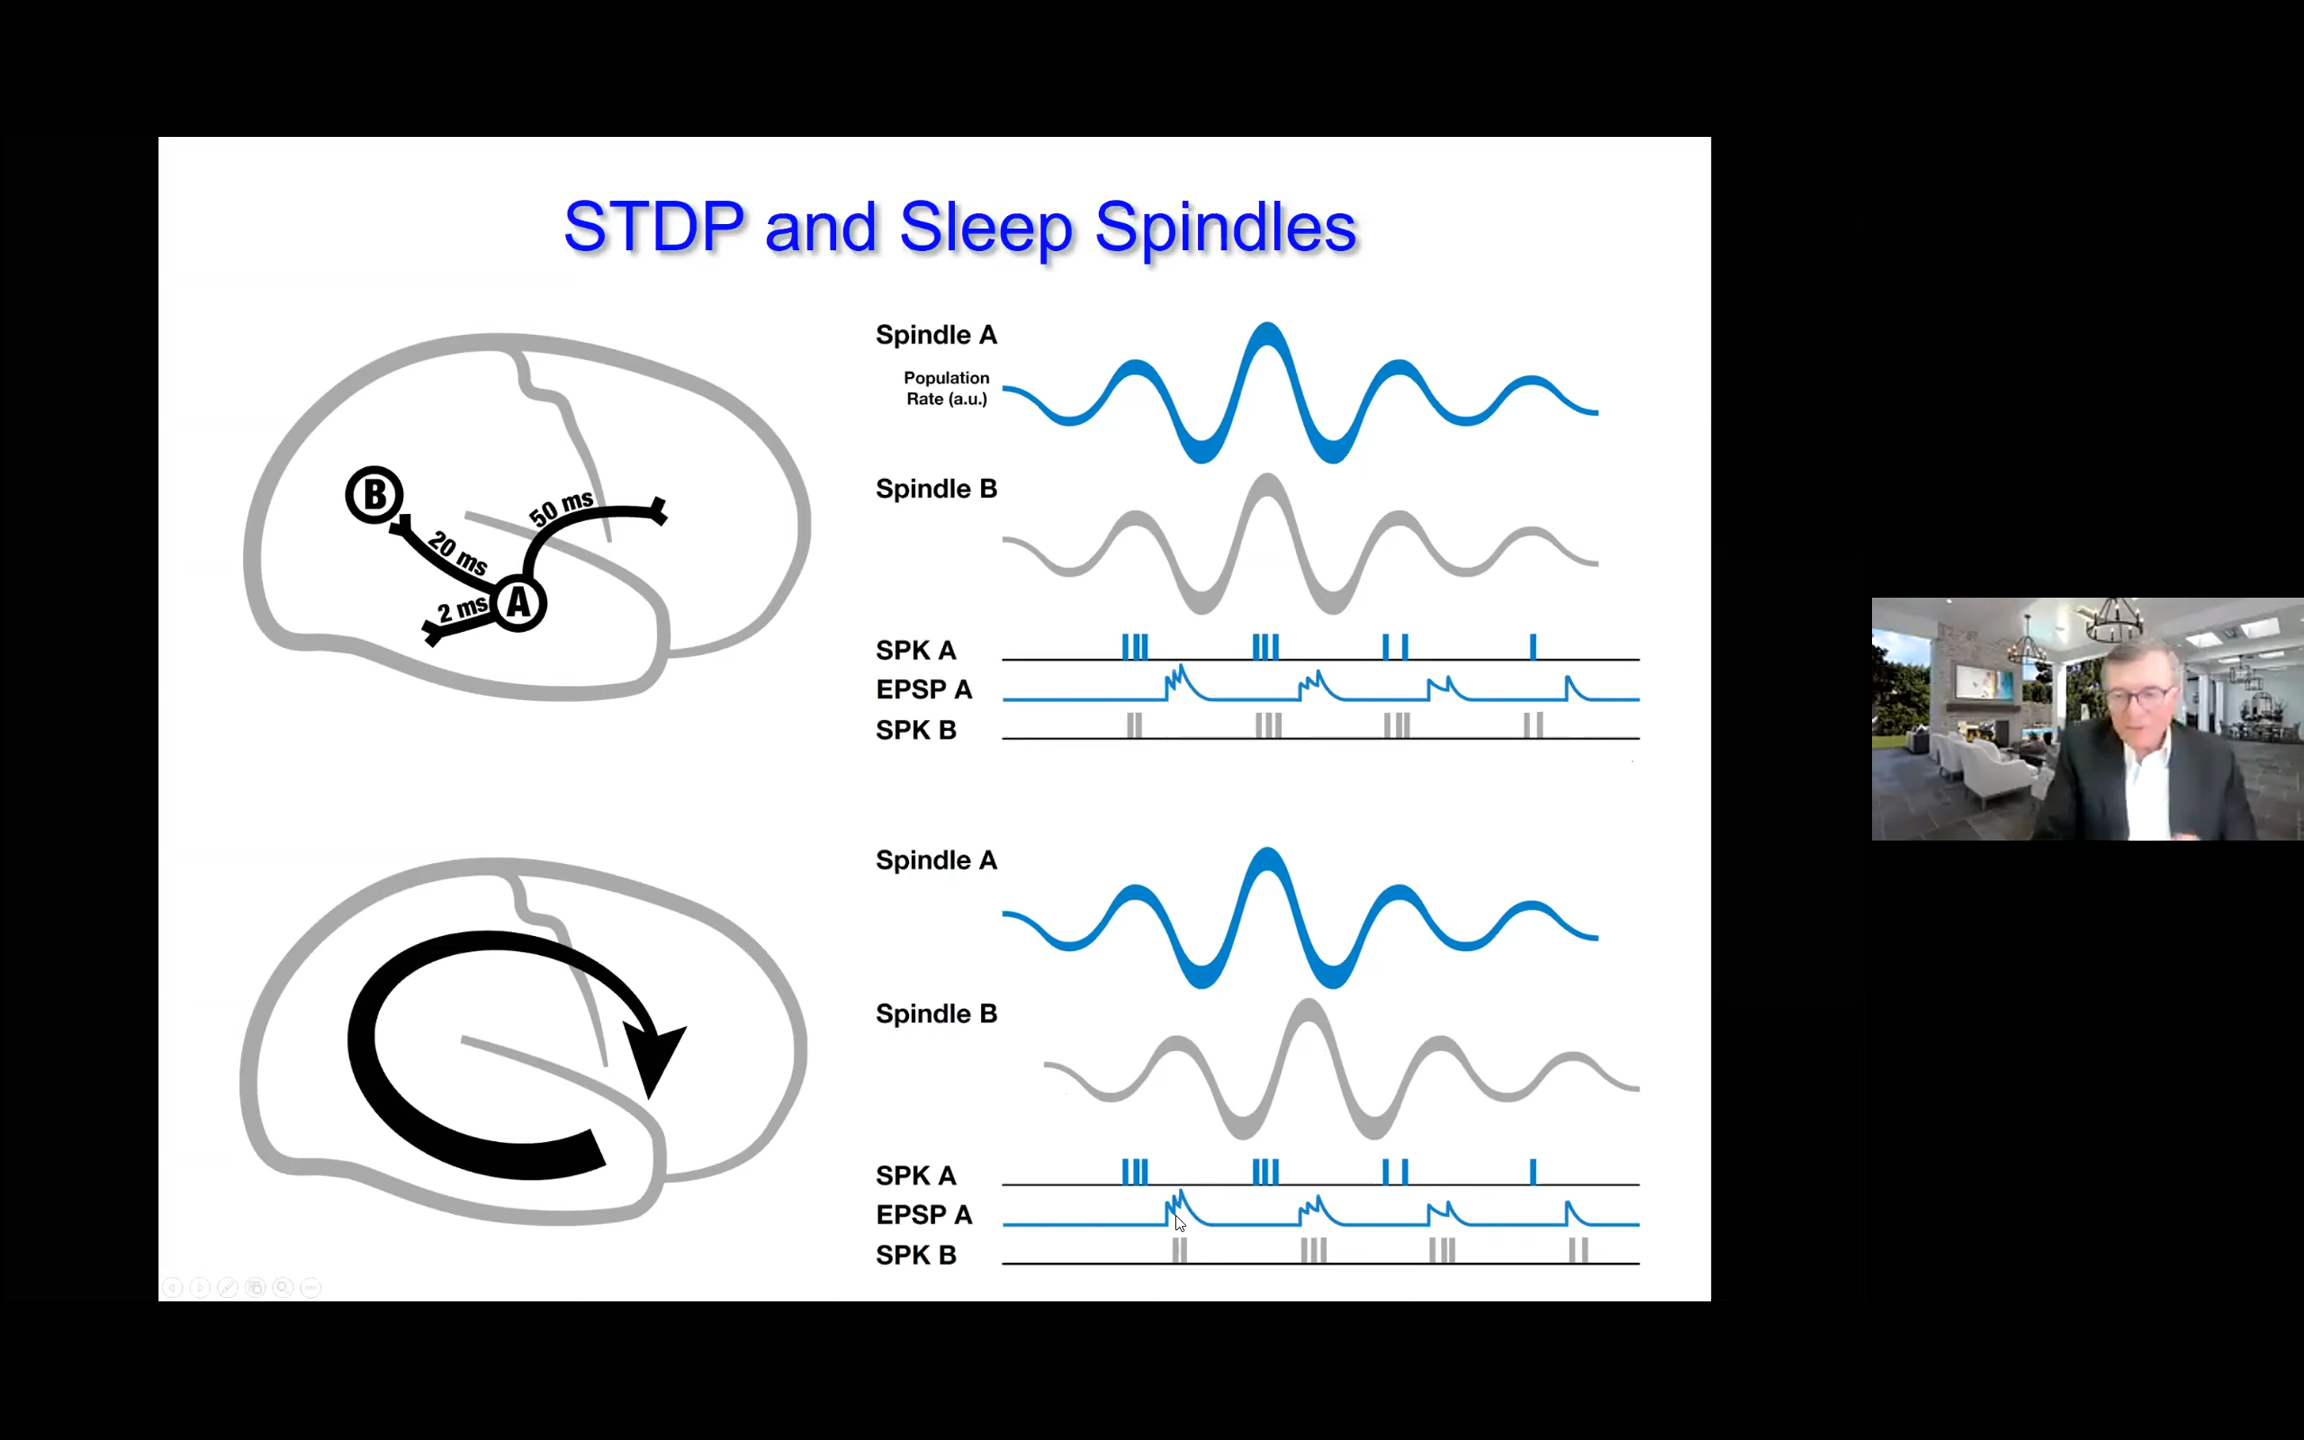 STDP and Sleep Spindles
B
20 ms
50 ms
2 ms
A
Spindle A
Population
Rate (a.u.)
Spindle B
SPK A
EPSP A
SPK B
Spindle A
Spindle B
SPK A
EPSP A
SPK B